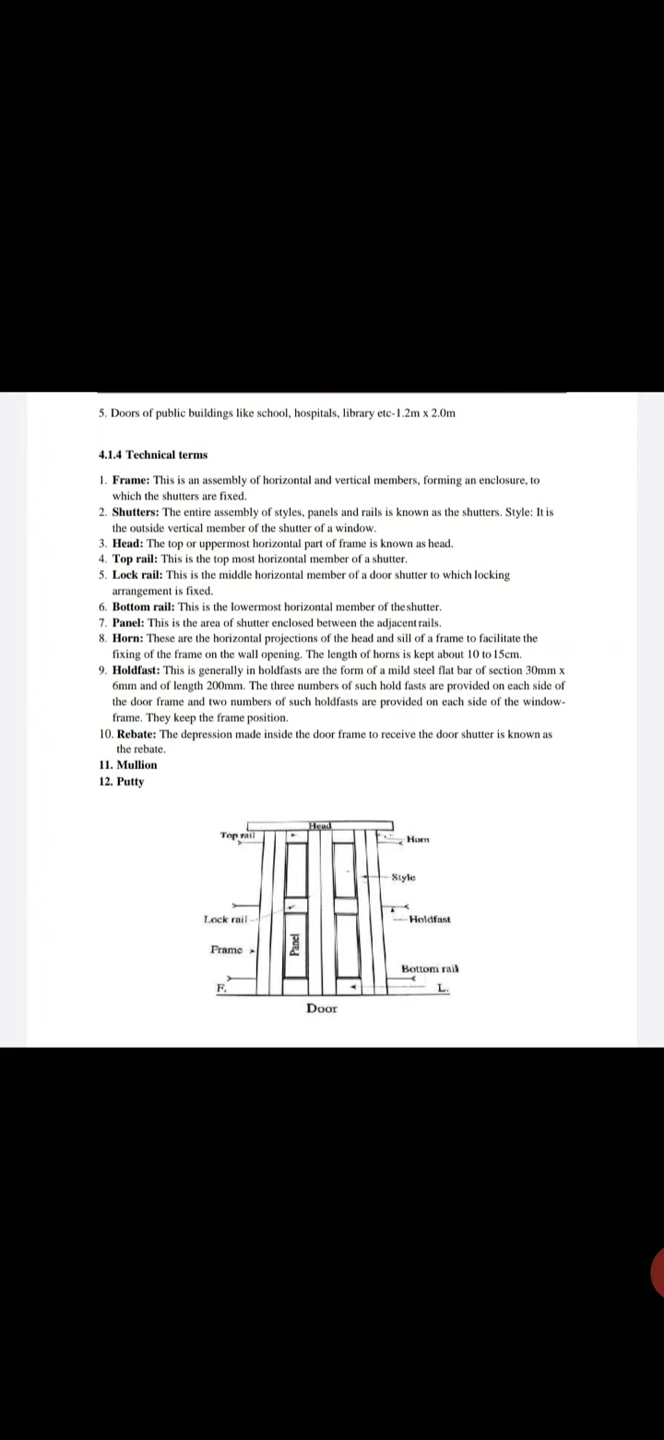 5. Doors of public buildings like school, hospitals, library etc-1.2m x 2.0m
4.1.4 Technical terms
1. Frame: This is an assembly of horizontal and vertical members, forming an enclosure, to
which the shutters are fixed.
2. Shutters: The entire assembly of styles, panels and rails is known as the shutters. Style: It is
the outside vertical member of the shutter of a window.
3. Head: The top or uppermost horizontal part of frame is known as head.
4. Top rail: This is the top most horizontal member of a shutter.
5. Lock rail: This is the middle horizontal member of a door shutter to which locking
arrangement is fixed.
6. Bottom rail: This is the lowermost horizontal member of the shutter.
7. Panel: This is the area of shutter enclosed between the adjacent rails.
8. Horn: These are the horizontal projections of the head and sill of a frame to facilitate the
fixing of the frame on the wall opening. The length of horns is kept about 10 to 15cm.
9. Holdfast: This is generally in holdfasts are the form of a mild steel flat bar of section 30mm x
6mm and of length 200mm. The three numbers of such hold fasts are provided on each side of
the door frame and two numbers of such holdfasts are provided on each side of the window-
frame. They keep the frame position.
10. Rebate: The depression made inside the door frame to receive the door shutter is known as
the rebate.
11. Mullion
12. Putty
Head
Top rail
Horn
Style
Lock rail
Holdfast
Panel
Frame
Bottom rail
F.
L.
Door